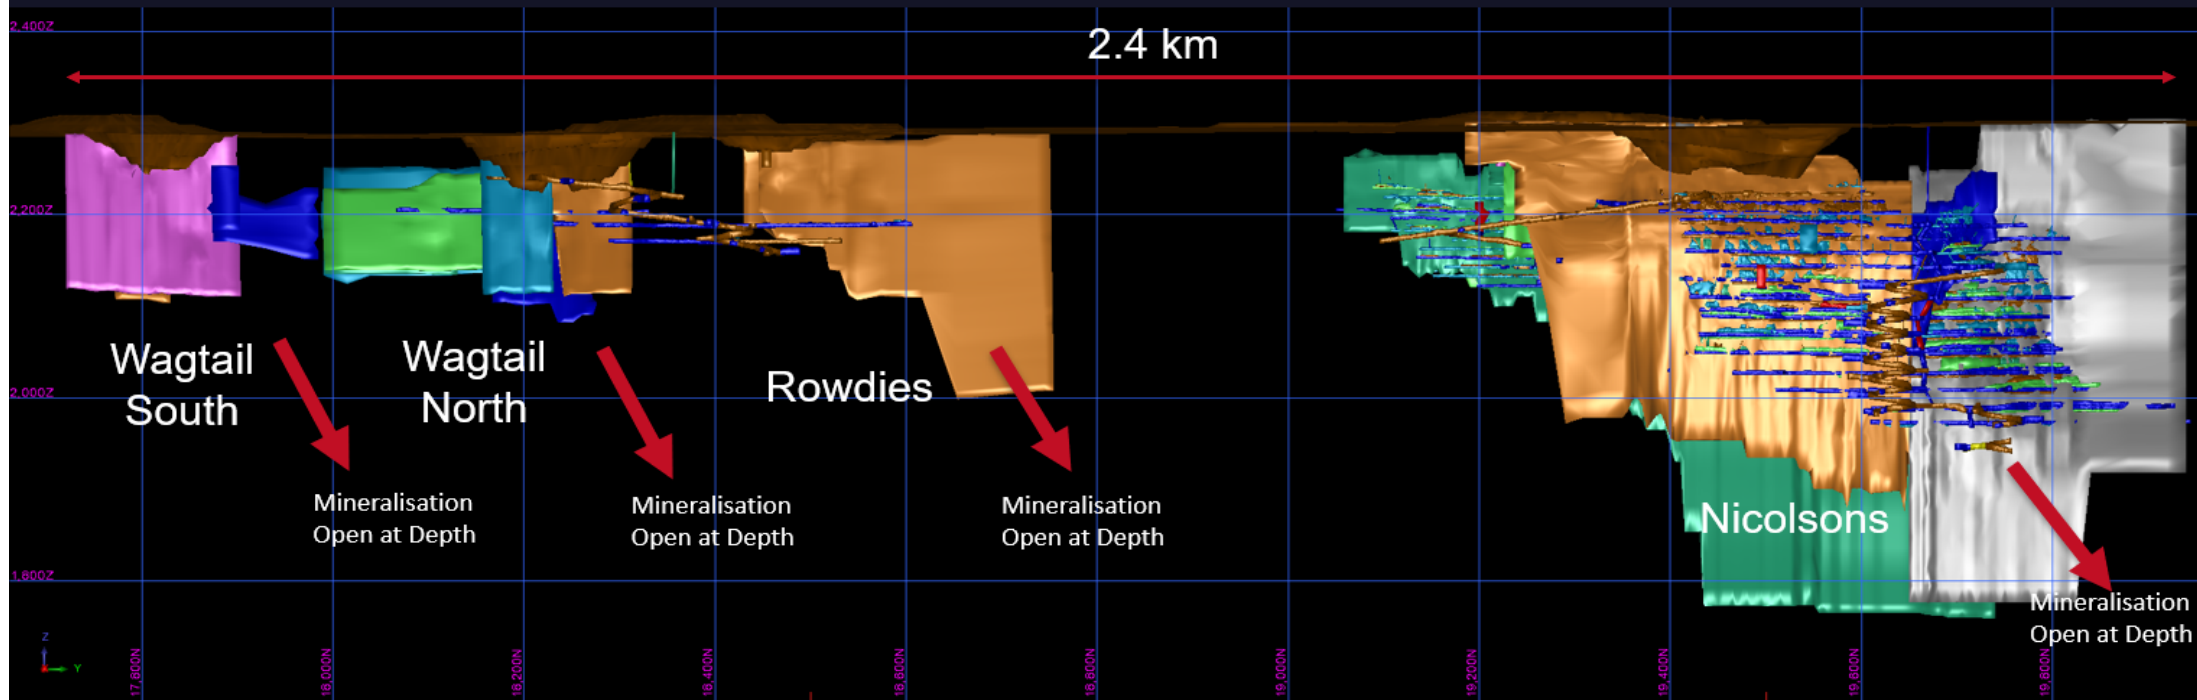 2,400Z
2.4 km
2,200Z
2,000Z
1,800Z
Wagtail
South
Wagtail
North
Rowdies
Nicolsons
Mineralisation
Open at Depth
Mineralisation
Open at Depth
Mineralisation
Open at Depth
Mineralisation
Open at Depth
Z
Y
17,800N
18,000N
18,200N
18,400N
18,600N
18,800N
19,000N
19,200N
19,400N
19,600N
19,800N